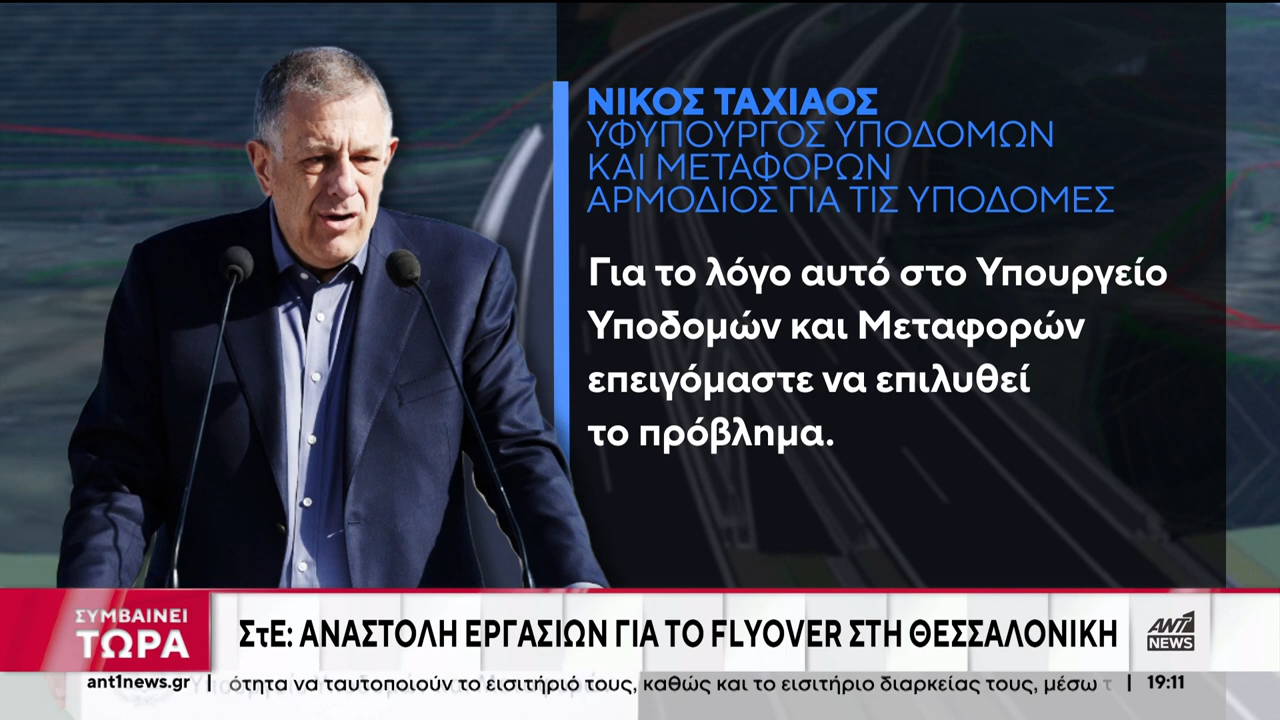 ΝΙΚΟΣ ΤΑΧΙΑΟΣ
ΥΦΥΠΟΥΡΓΟΣ ΥΠΟΔΟΜΩΝ
ΚΑΙ ΜΕΤΑΦΟΡΩΝ
ΑΡΜΟΔΙΟΣ ΓΙΑ ΤΙΣ ΥΠΟΔΟΜΕΣ
Για το λόγο αυτό στο Υπουργείο
Υποδομών και Μεταφορών
επειγόμαστε να επιλυθεί
το πρόβλημα.
ΣΥΜΒΑΙΝΕΙ
ΤΩΡΑ
ΣτΕ: ΑΝΑΣΤΟΛΗ ΕΡΓΑΣΙΩΝ ΓΙΑ ΤΟ FLYOVER ΣΤΗ ΘΕΣΣΑΛΟΝΙΚΗ
ANT1
NEWS
ant1news.gr | ότητα να ταυτοποιούν το εισιτήριό τους, καθώς και το εισιτήριο διαρκείας τους, μέσω τ | 19:11